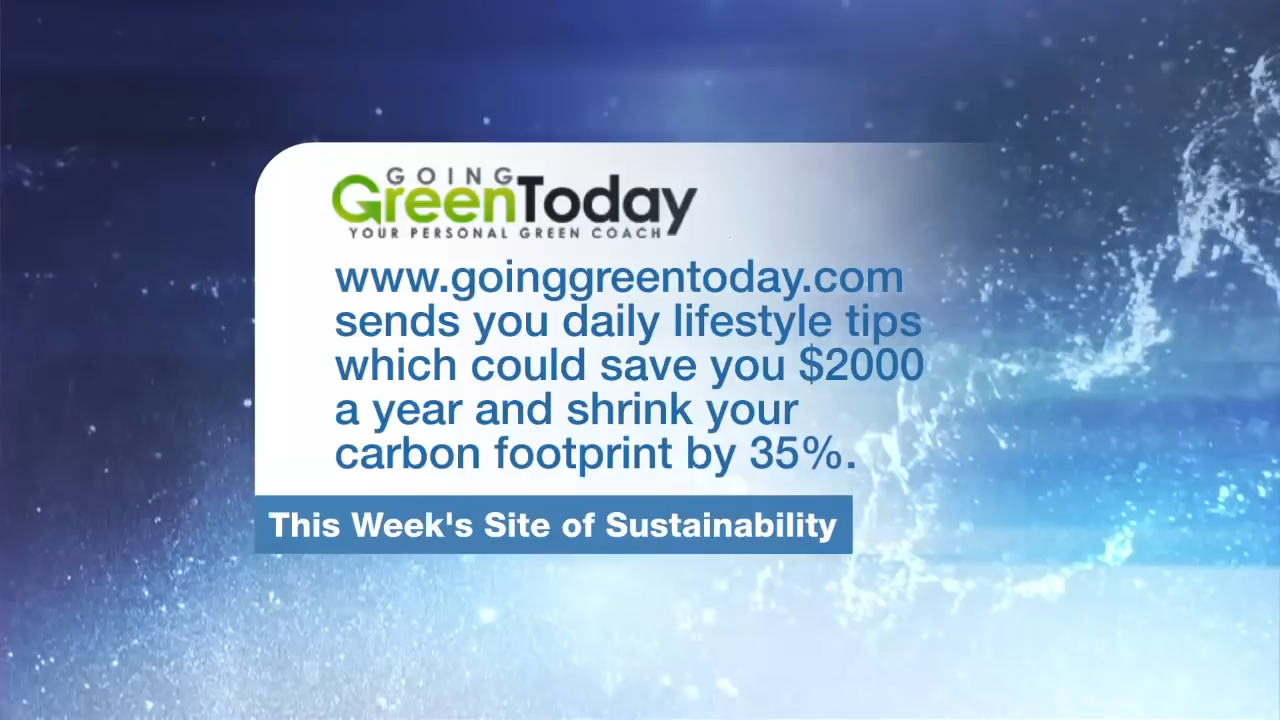 GOING
GreenToday
YOUR PERSONAL GREEN COACH
www.goinggreentoday.com
sends you daily lifestyle tips
which could save you $2000
a year and shrink your
carbon footprint by 35%.
This Week's Site of Sustainability